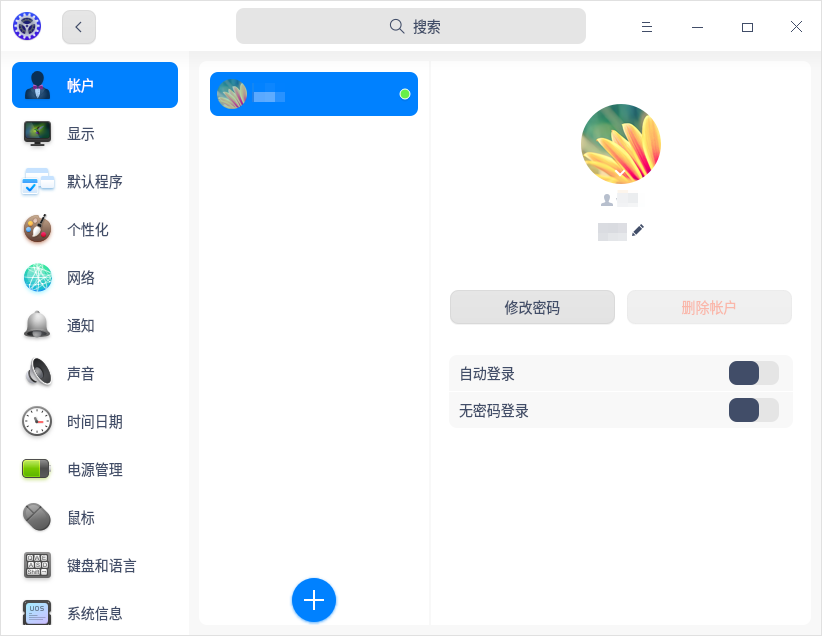 搜索
帐户
显示
默认程序
个性化
网络
通知
声音
时间日期
电源管理
鼠标
键盘和语言
UOS
系统信息
修改密码
删除帐户
自动登录
无密码登录